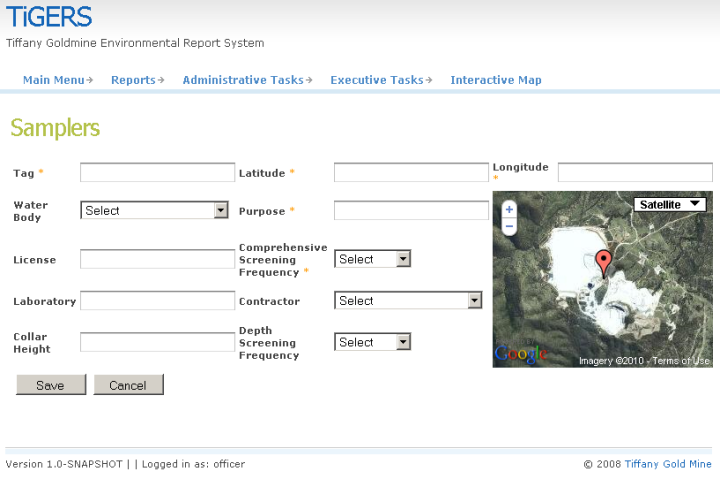 TiGERS
Tiffany Goldmine Environmental Report System
Main Menu Reports Administrative Tasks Executive Tasks Interactive Map
Samplers
Tag * Latitude * Longitude *
Water Body Select Purpose *
Satellite
+
−
License Comprehensive Screening Frequency * Select
Laboratory Contractor Select
Collar Height Depth Screening Frequency Select
Google
Imagery ©2010 - Terms of Use
Save Cancel
Version 1.0-SNAPSHOT | | Logged in as: officer © 2008 Tiffany Gold Mine